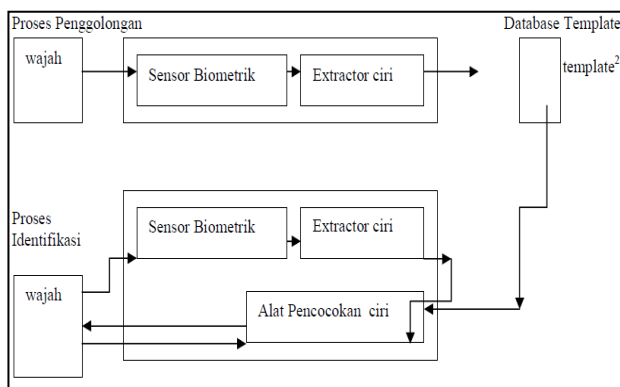 Proses Penggolongan
Database Template
wajah
Sensor Biometrik
Extractor ciri
template2
Proses
Identifikasi
Sensor Biometrik
Extractor ciri
wajah
Alat Pencocokan ciri